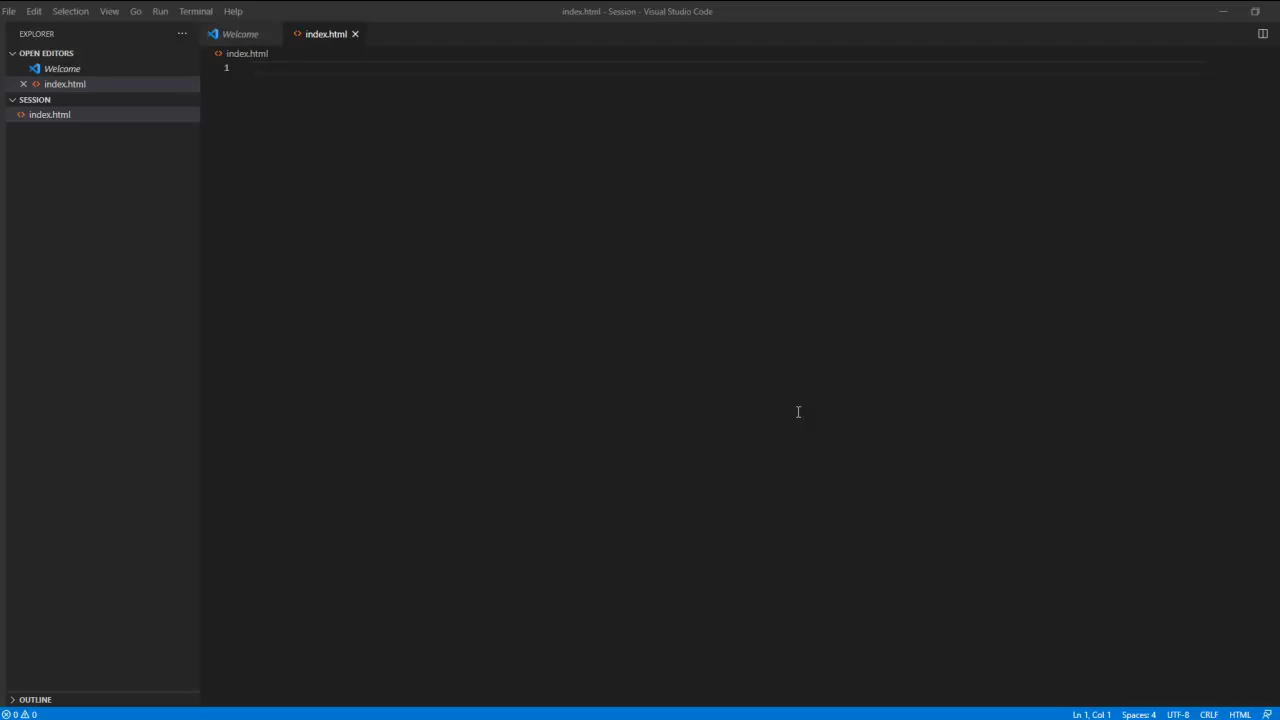 File Edit Selection View Go Run Terminal Help
index.html - Session - Visual Studio Code
EXPLORER
Welcome
index.html
OPEN EDITORS
index.html
Welcome
1
index.html
SESSION
index.html
OUTLINE
0 0
Ln 1, Col 1 Spaces: 4 UTF-8 CRLF HTML